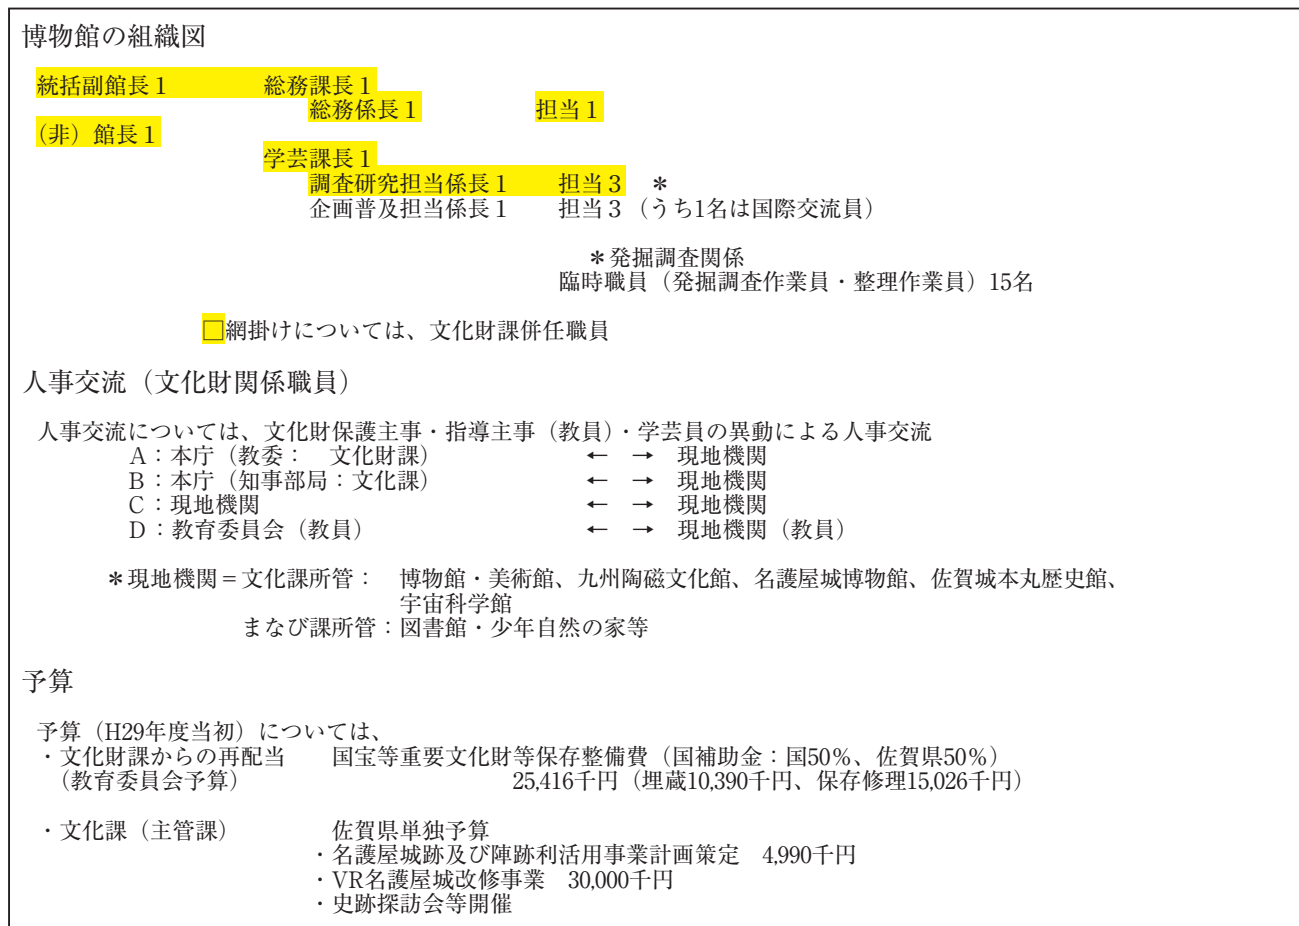 博物館の組織図
統括副館長1　総務課長1
総務係長1　担当1
(非)館長1
学芸課長1
調査研究担当係長1　担当3　＊
企画普及担当係長1　担当3（うち1名は国際交流員）
＊発掘調査関係
臨時職員（発掘調査作業員・整理作業員）15名
□網掛けについては、文化財課併任職員
人事交流（文化財関係職員）
人事交流については、文化財保護主事・指導主事（教員）・学芸員の異動による人事交流
A：本庁（教委：　文化財課）　←　→　現地機関
B：本庁（知事部局：文化課）　←　→　現地機関
C：現地機関　←　→　現地機関
D：教育委員会（教員）　←　→　現地機関（教員）
＊現地機関＝文化課所管：　博物館・美術館、九州陶磁文化館、名護屋城博物館、佐賀城本丸歴史館、
宇宙科学館
まなび課所管：図書館・少年自然の家等
予算
予算（H29年度当初）については、
・文化財課からの再配当　国宝等重要文化財等保存整備費（国補助金：国50％、佐賀県50％）
（教育委員会予算）　25,416千円（埋蔵10,390千円、保存修理15,026千円）
・文化課（主管課）　佐賀県単独予算
・名護屋城跡及び陣跡利活用事業計画策定　4,990千円
・VR名護屋城改修事業　30,000千円
・史跡探訪会等開催